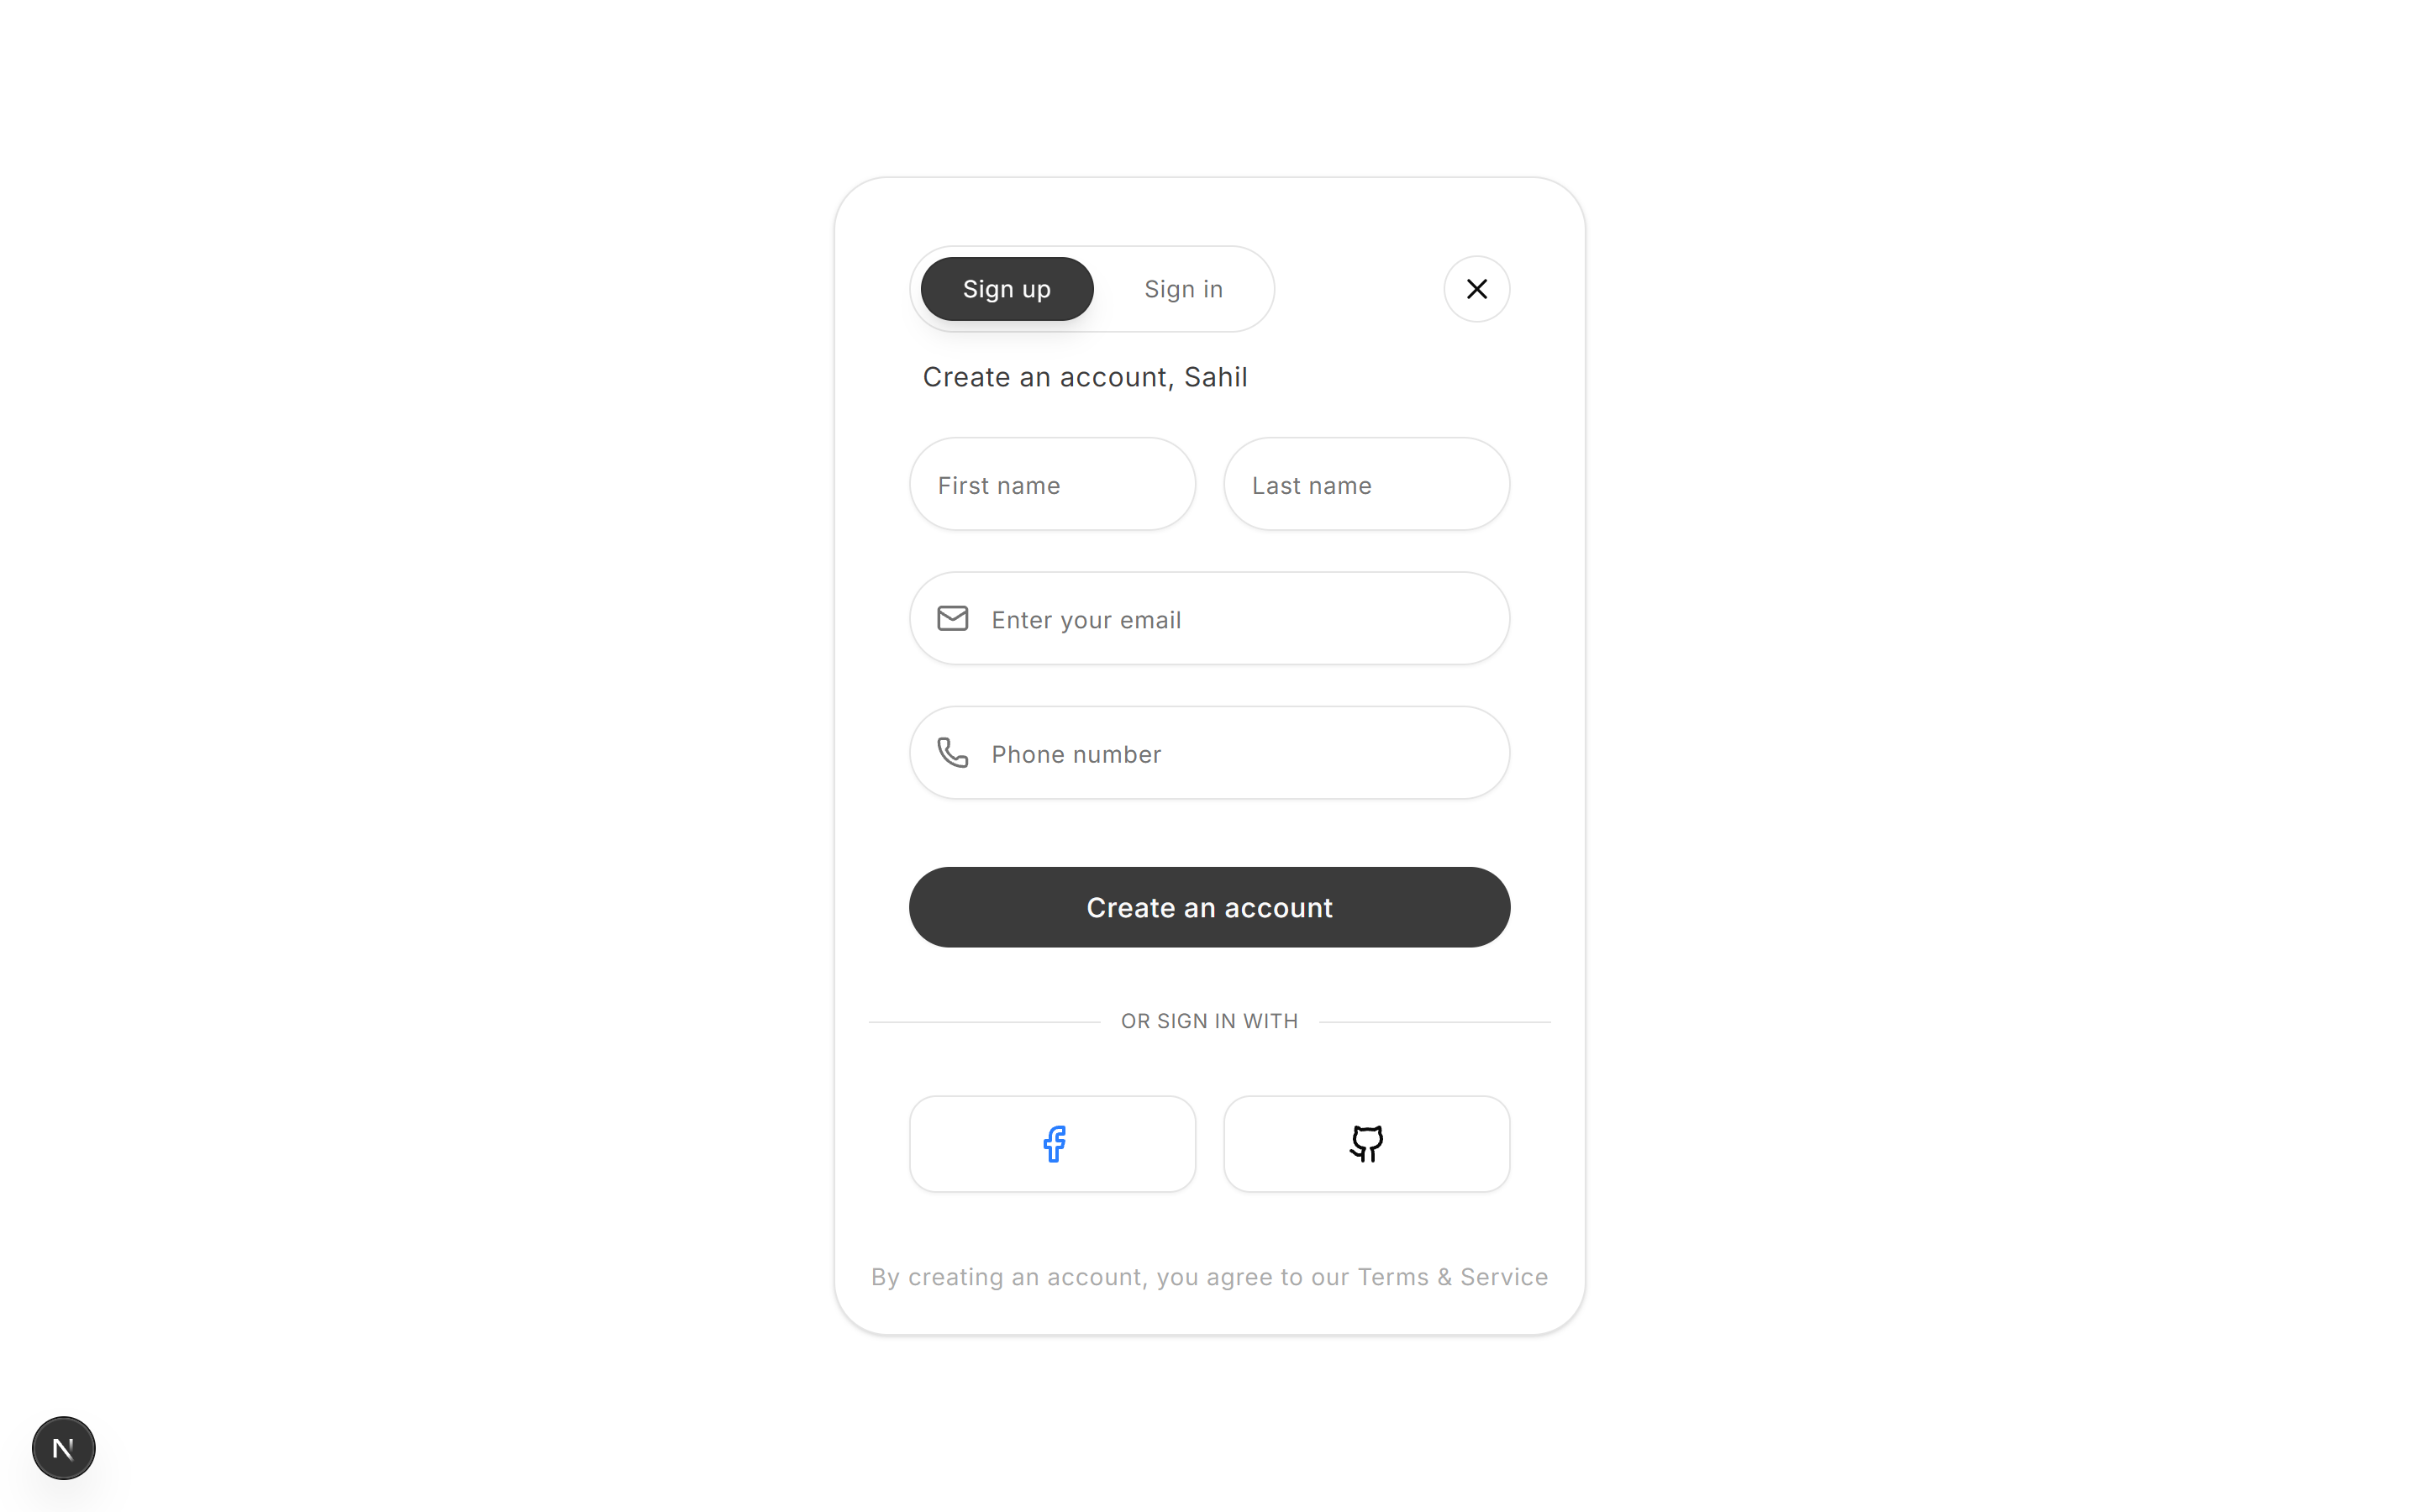 Sign up Sign in
Create an account, Sahil
First name Last name
Enter your email
Phone number
Create an account
OR SIGN IN WITH
By creating an account, you agree to our Terms & Service
N